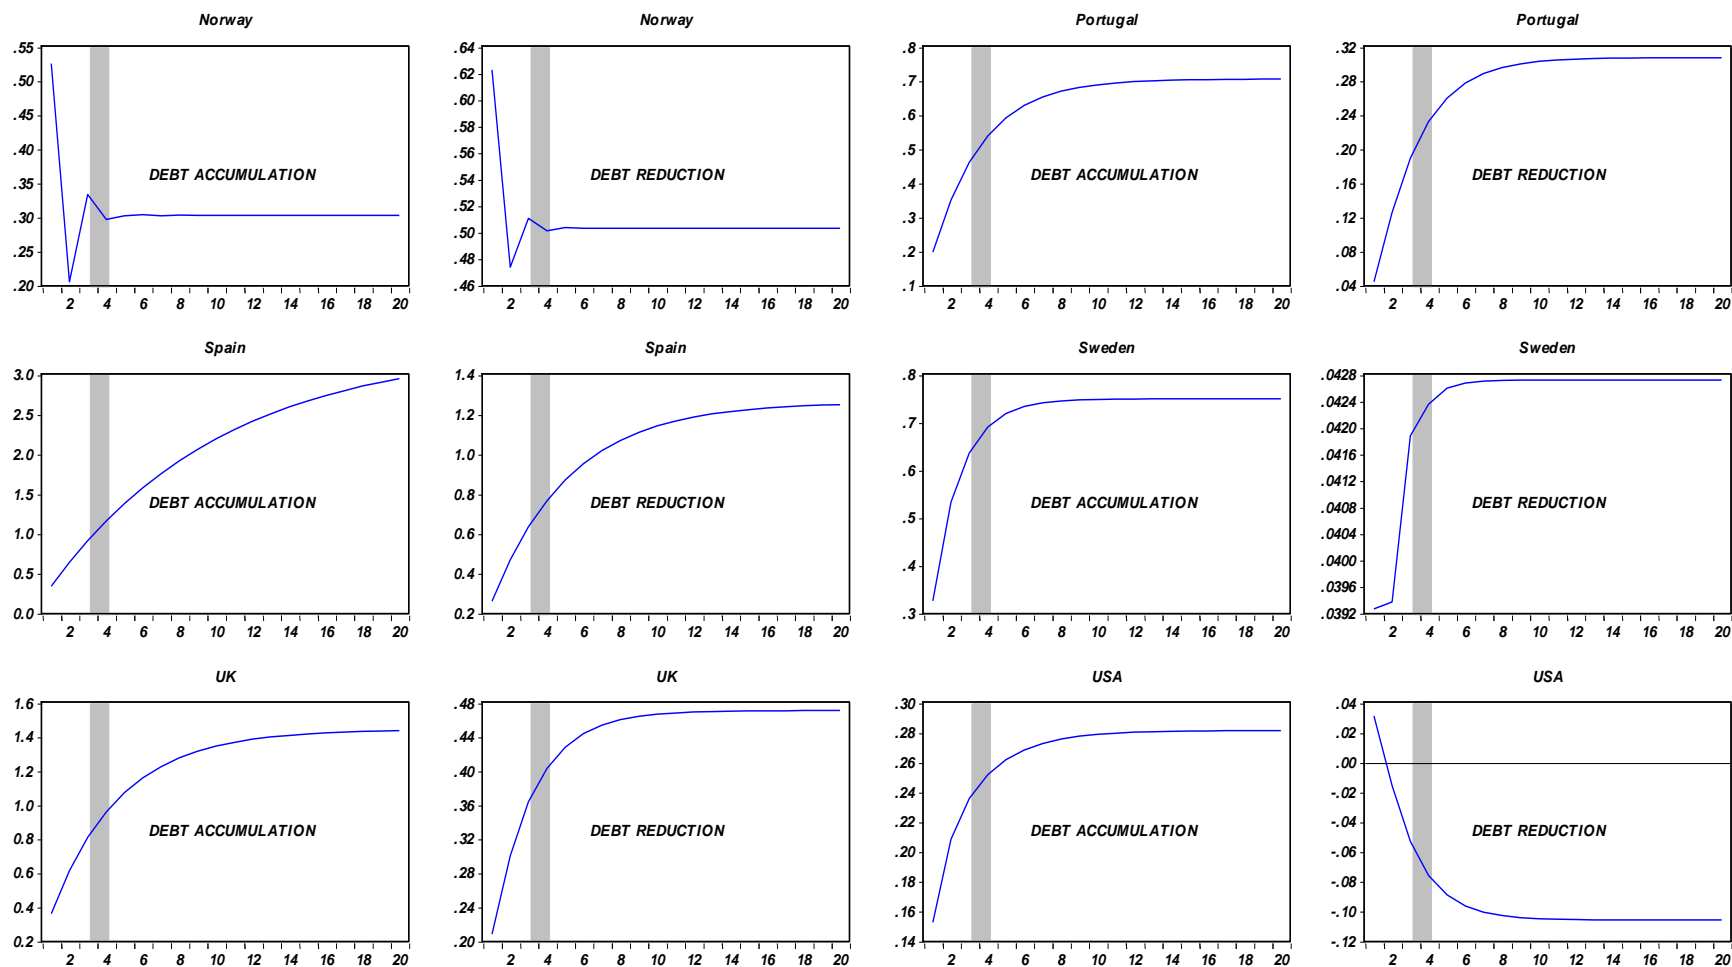 Norway
.55
.50
.45
.40
.35
.30
.25
.20
DEBT ACCUMULATION
2 4 6 8 10 12 14 16 18 20
Norway
.64
.62
.60
.58
.56
.54
.52
.50
.48
.46
DEBT REDUCTION
2 4 6 8 10 12 14 16 18 20
Portugal
.8
.7
.6
.5
.4
.3
.2
.1
DEBT ACCUMULATION
2 4 6 8 10 12 14 16 18 20
Portugal
.32
.28
.24
.20
.16
.12
.08
.04
DEBT REDUCTION
2 4 6 8 10 12 14 16 18 20
Spain
3.0
2.5
2.0
1.5
1.0
0.5
0.0
DEBT ACCUMULATION
2 4 6 8 10 12 14 16 18 20
Spain
1.4
1.2
1.0
0.8
0.6
0.4
0.2
DEBT REDUCTION
2 4 6 8 10 12 14 16 18 20
Sweden
.8
.7
.6
.5
.4
.3
DEBT ACCUMULATION
2 4 6 8 10 12 14 16 18 20
Sweden
.0428
.0424
.0420
.0416
.0412
.0408
.0404
.0400
.0396
.0392
DEBT REDUCTION
2 4 6 8 10 12 14 16 18 20
UK
1.6
1.4
1.2
1.0
0.8
0.6
0.4
0.2
DEBT ACCUMULATION
2 4 6 8 10 12 14 16 18 20
UK
.48
.44
.40
.36
.32
.28
.24
.20
DEBT REDUCTION
2 4 6 8 10 12 14 16 18 20
USA
.30
.28
.26
.24
.22
.20
.18
.16
.14
DEBT ACCUMULATION
2 4 6 8 10 12 14 16 18 20
USA
.04
.02
.00
-.02
-.04
-.06
-.08
-.10
-.12
DEBT REDUCTION
2 4 6 8 10 12 14 16 18 20